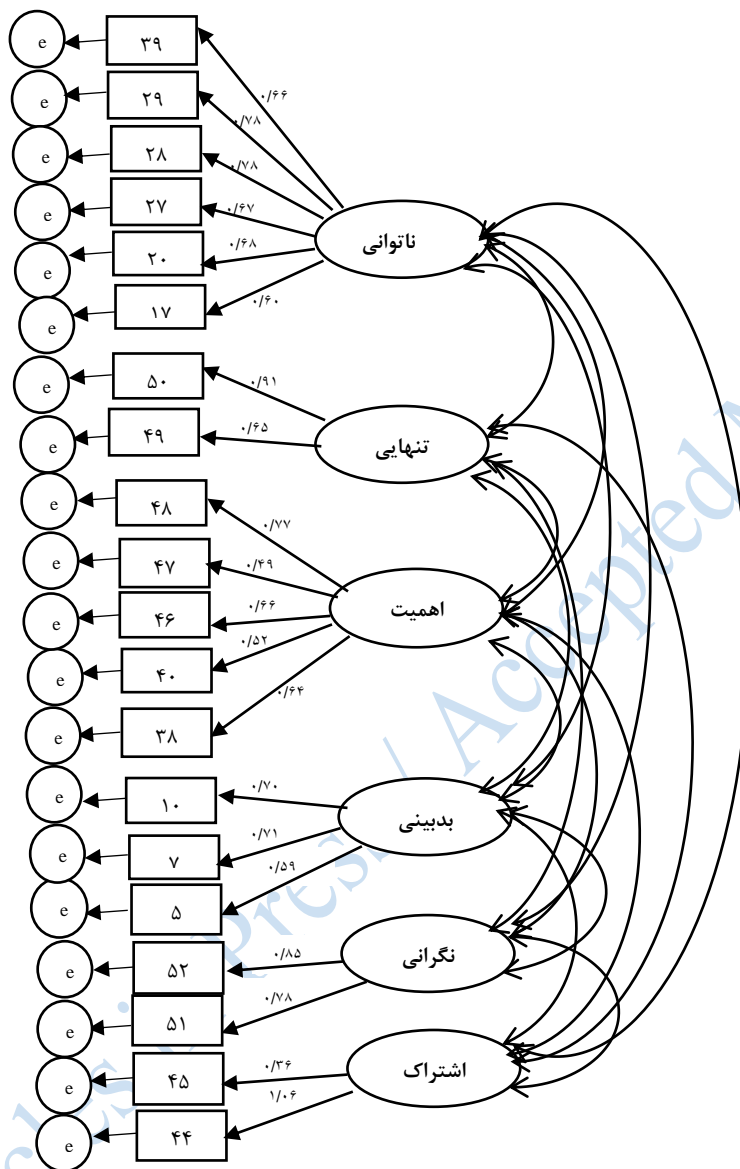 e
۳۹
۰/۶۶
e
۲۹
۰/۷۸
e
۲۸
۰/۷۸
e
۲۷
۰/۶۷
ناتوانی
e
۲۰
۰/۶۸
e
۱۷
۰/۶۰
e
۵۰
۰/۹۱
تنهایی
e
۴۹
۰/۶۵
e
۴۸
۰/۷۷
e
۴۷
۰/۴۹
اهمیت
e
۴۶
۰/۶۶
e
۴۰
۰/۵۲
e
۳۸
۰/۶۴
e
۱۰
۰/۷۰
بدبینی
e
۷
۰/۷۱
e
۵
۰/۵۹
e
۵۲
۰/۸۵
نگرانی
e
۵۱
۰/۷۸
e
۴۵
۰/۳۶
اشتراک
e
۴۴
۱/۰۶
Press / Accepted